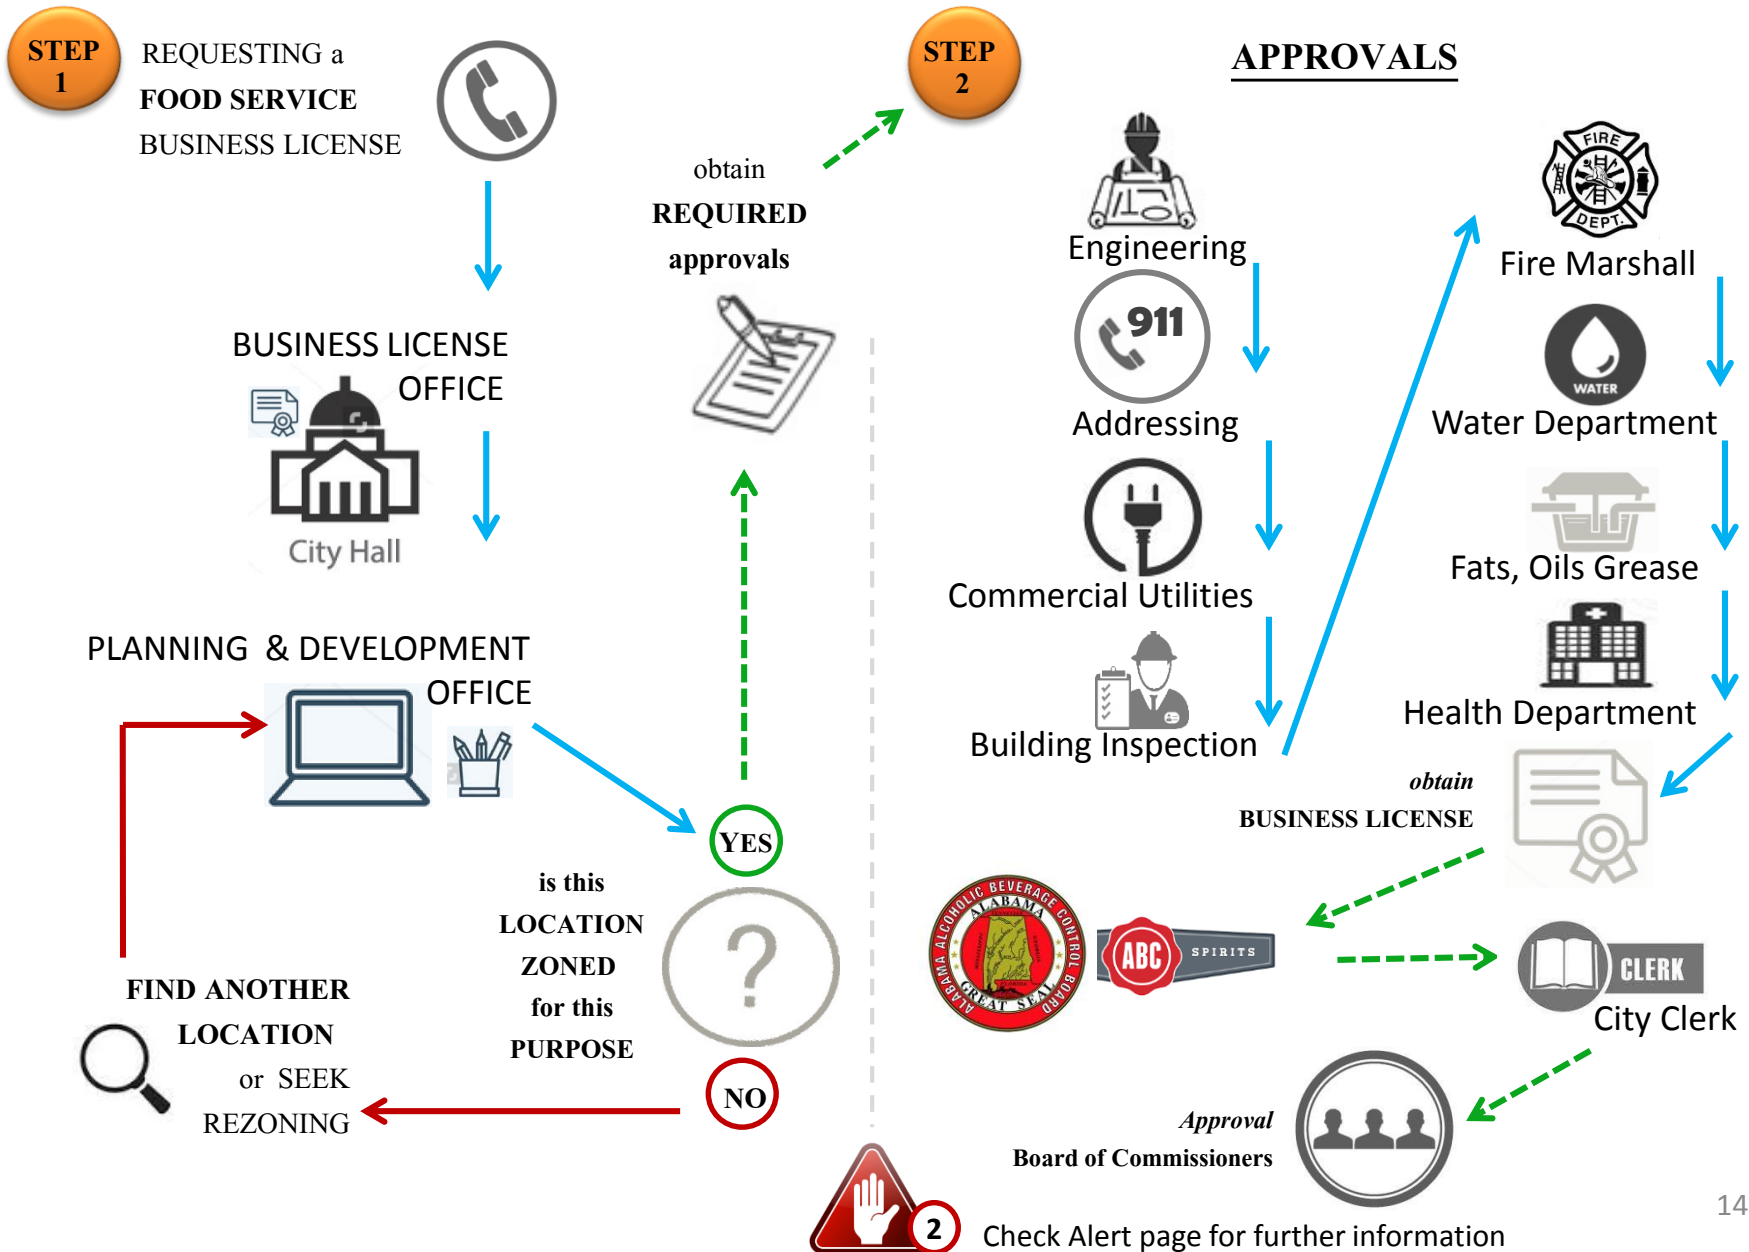 STEP
1
REQUESTING a
FOOD SERVICE
BUSINESS LICENSE
BUSINESS LICENSE
OFFICE
City Hall
PLANNING & DEVELOPMENT
OFFICE
obtain
REQUIRED
approvals
YES
is this
LOCATION
ZONED
for this
PURPOSE
?
NO
FIND ANOTHER
LOCATION
or SEEK
REZONING
STEP
2
APPROVALS
Engineering
911
Addressing
Commercial Utilities
Building Inspection
FIRE
DEPT.
Fire Marshall
WATER
Water Department
Fats, Oils Grease
Health Department
obtain
BUSINESS LICENSE
ALABAMA ALCOHOLIC BEVERAGE CONTROL BOARD
ALABAMA
GREAT SEAL
ABC
SPIRITS
CLERK
City Clerk
Approval
Board of Commissioners
2
Check Alert page for further information
14